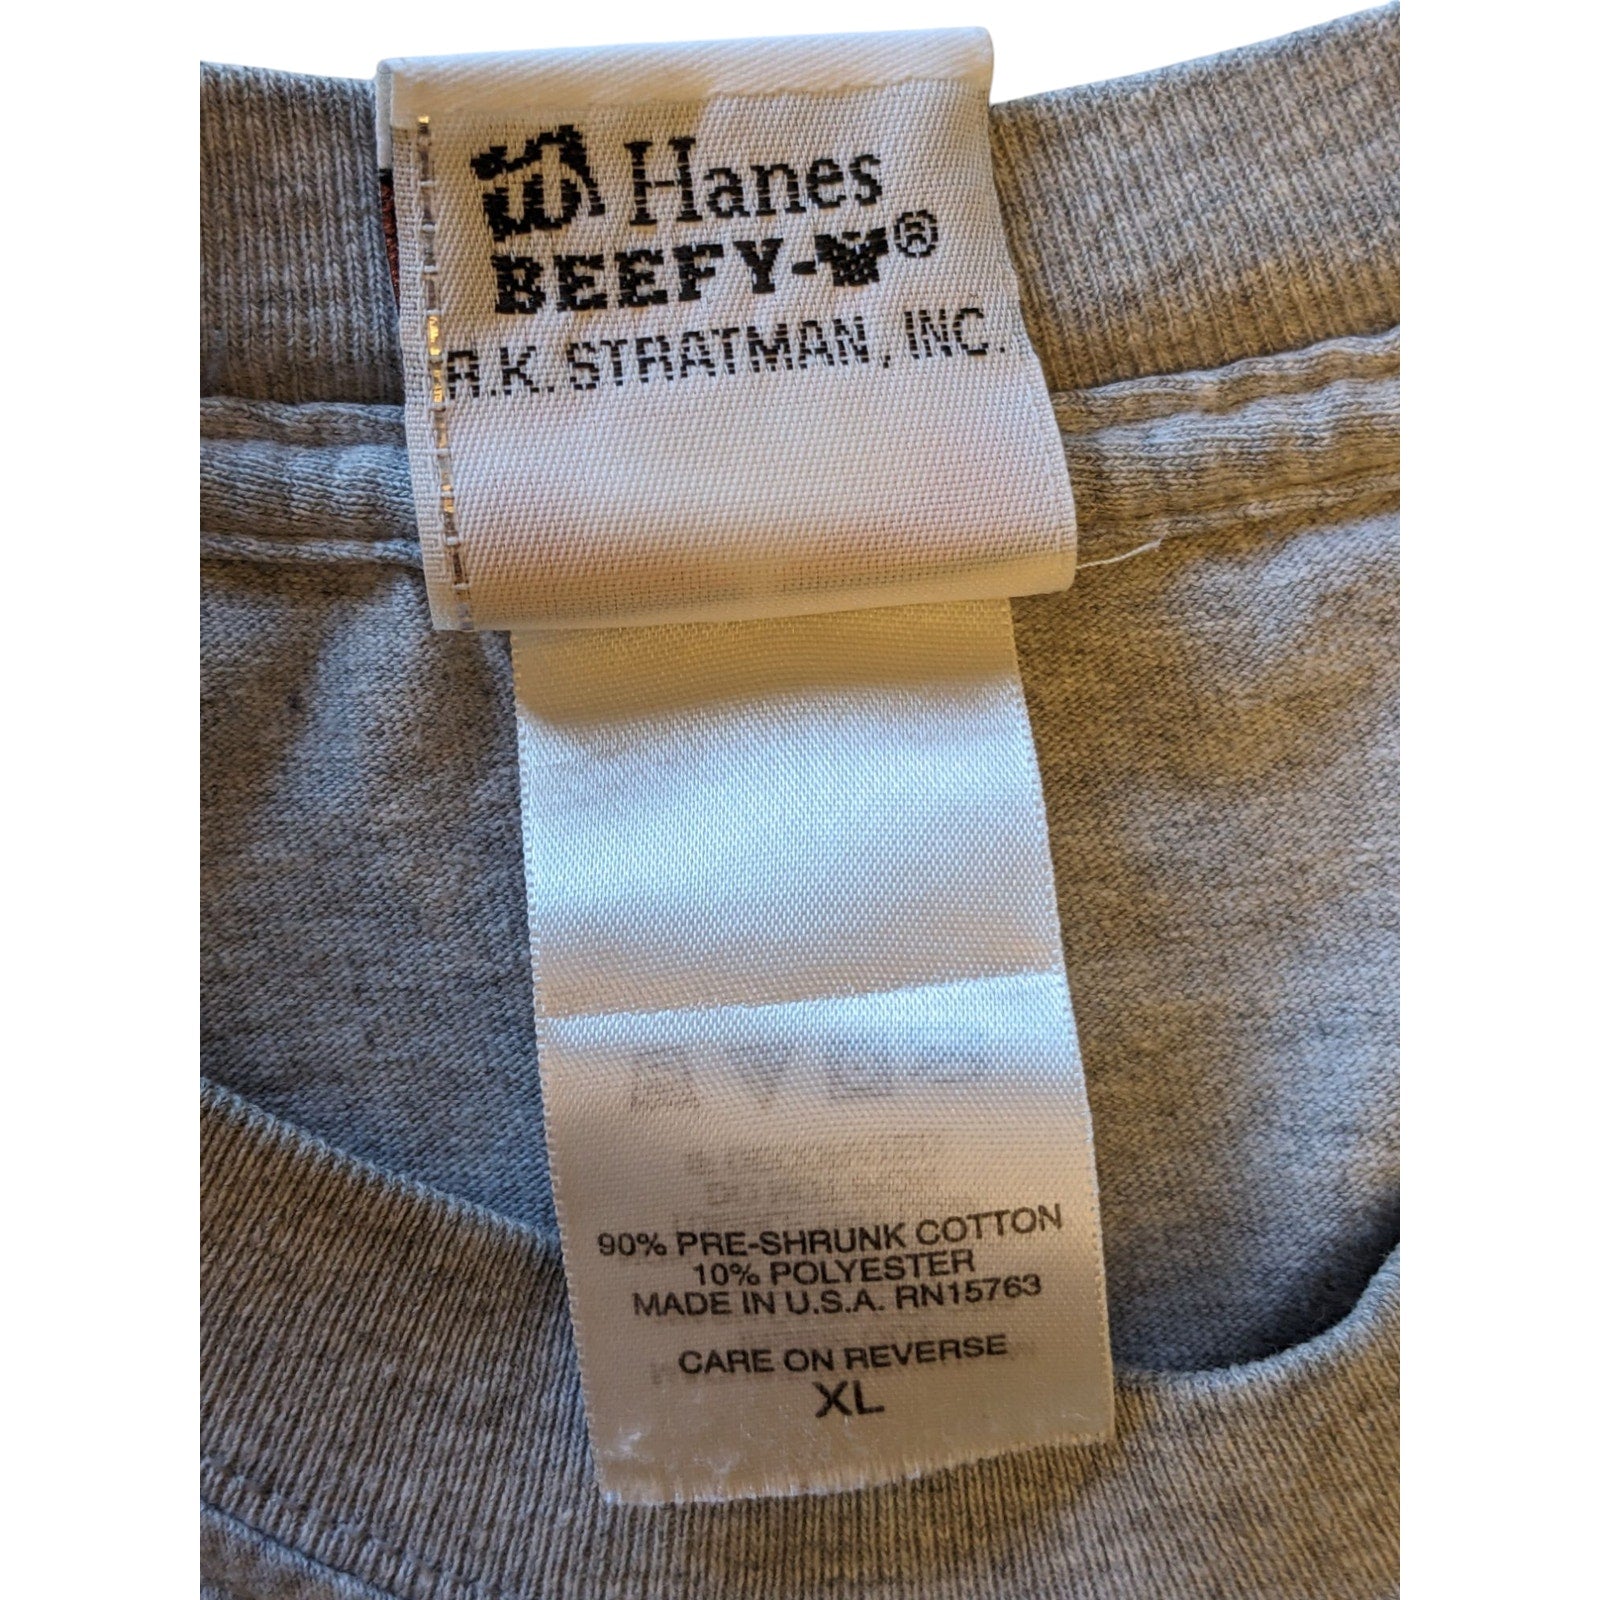 Hanes
BEEFY-T®
R.K. STRATMAN, INC.
90% PRE-SHRUNK COTTON
10% POLYESTER
MADE IN U.S.A. RN15763
CARE ON REVERSE
XL